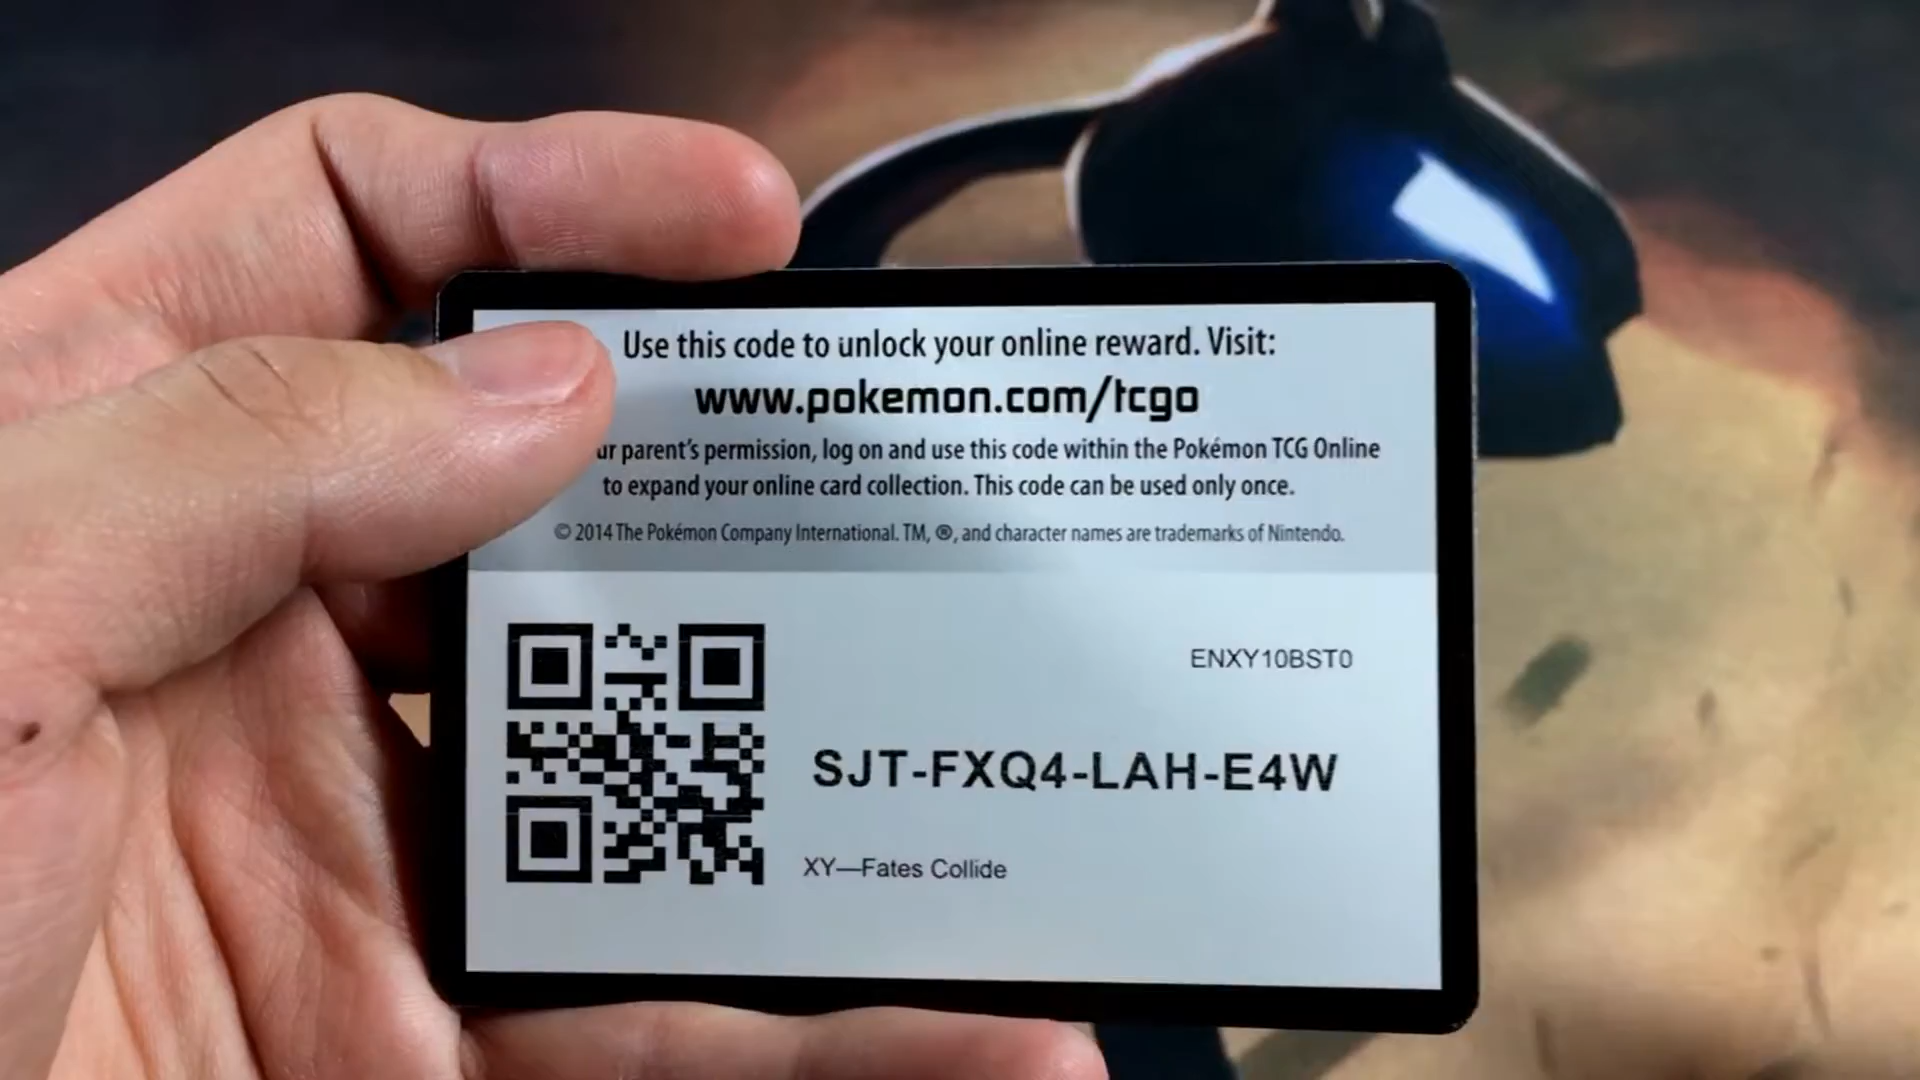 Use this code to unlock your online reward. Visit:
www.pokemon.com/tcgo
parent's permission, log on and use this code within the Pokémon TCG Online
to expand your online card collection. This code can be used only once.
© 2014 The Pokémon Company International. TM, ®, and character names are trademarks of Nintendo.
ENXY10BST0
SJT-FXQ4-LAH-E4W
XY—Fates Collide